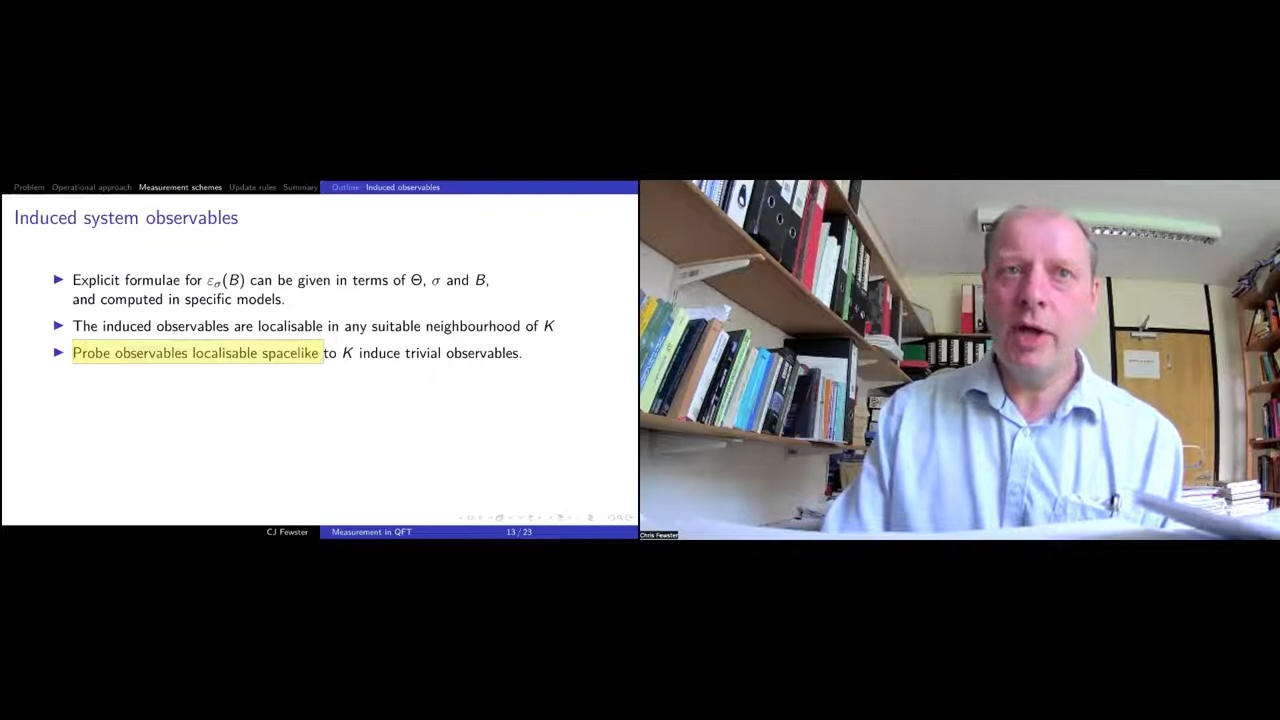 Problem Operational approach Measurement schemes Update rules Summary Outline Induced observables
Induced system observables
Explicit formulae for εσ(B) can be given in terms of Θ, σ and B,
and computed in specific models.
The induced observables are localisable in any suitable neighbourhood of K
Probe observables localisable spacelike to K induce trivial observables.
CJ Fewster Measurement in QFT 13 / 23
Chris Fewster